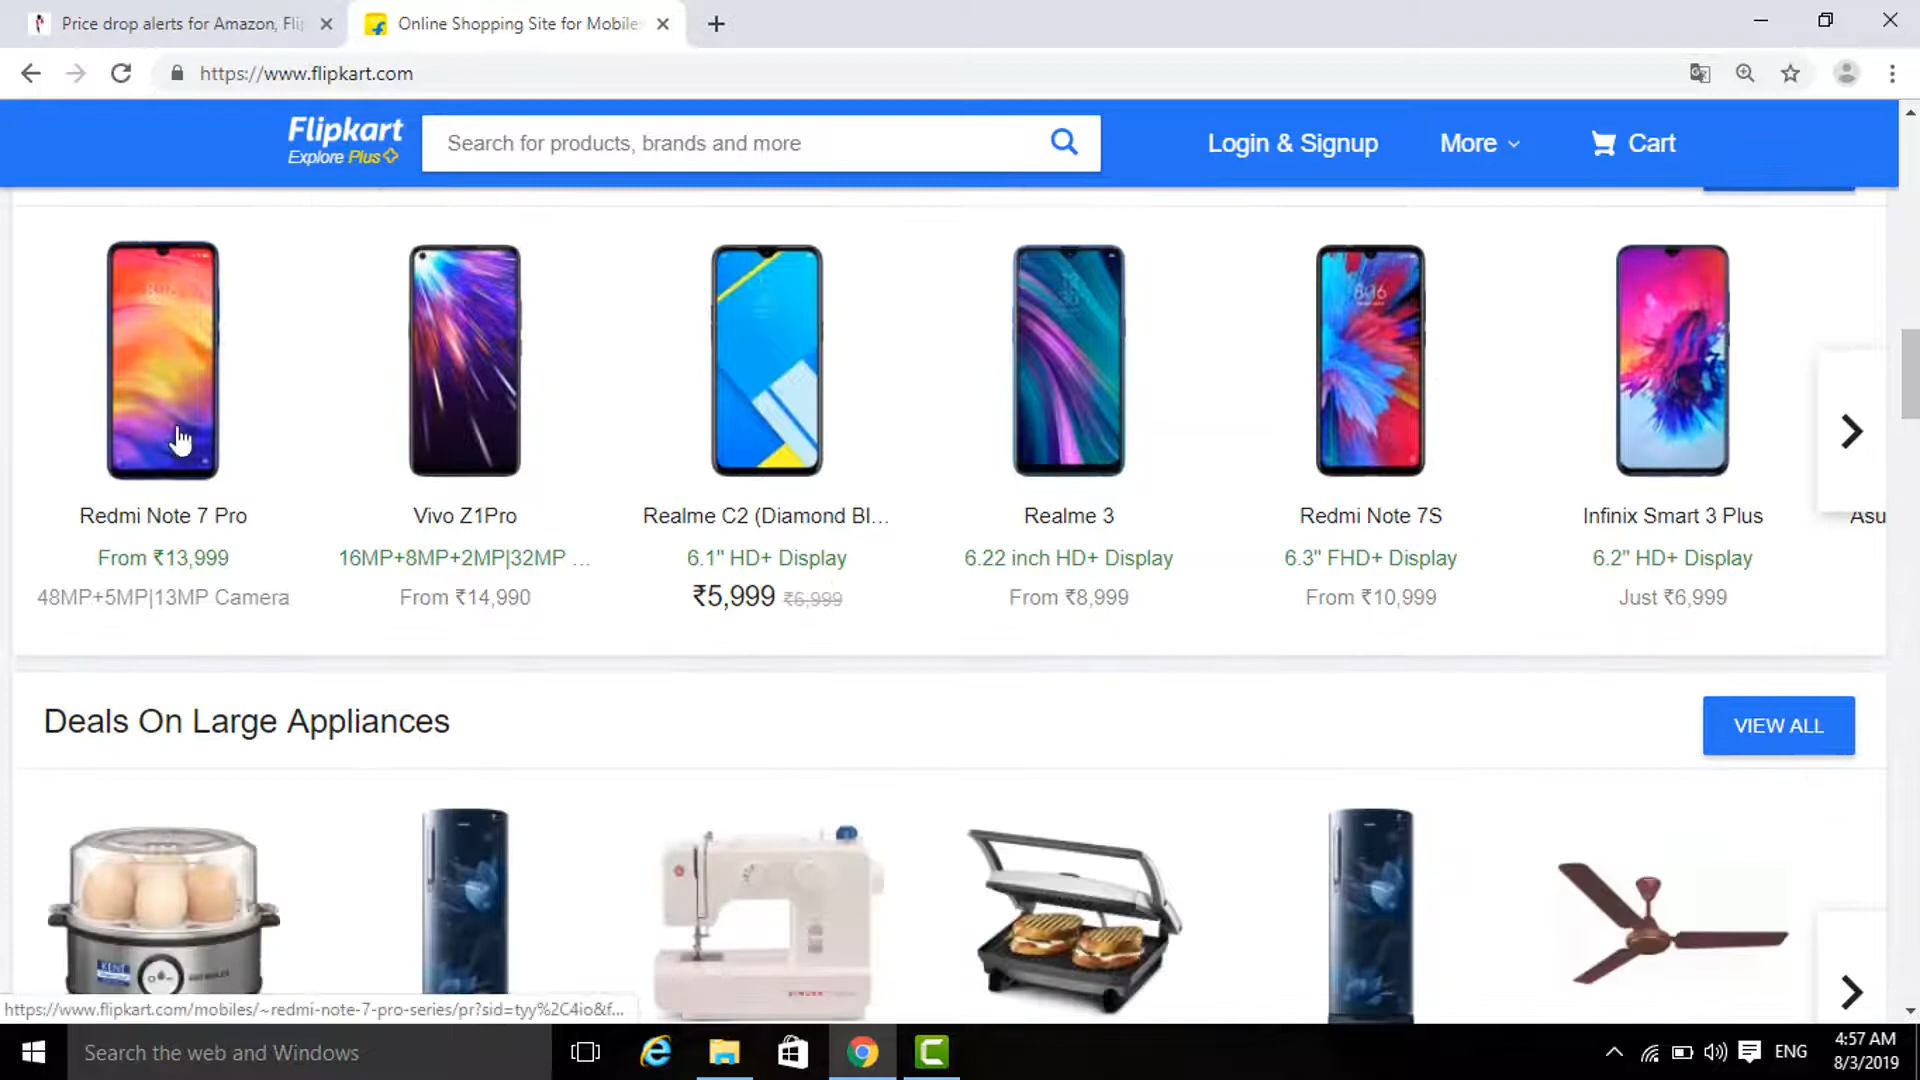 Price drop alerts for Amazon, Fli
Online Shopping Site for Mobiles
https://www.flipkart.com
Flipkart
Explore Plus
Search for products, brands and more
Login & Signup
More
Cart
Redmi Note 7 Pro
From ₹13,999
48MP+5MP|13MP Camera
Vivo Z1Pro
16MP+8MP+2MP|32MP ...
From ₹14,990
Realme C2 (Diamond Bl...
6.1" HD+ Display
₹5,999 ₹6,999
Realme 3
6.22 inch HD+ Display
From ₹8,999
Redmi Note 7S
6.3" FHD+ Display
From ₹10,999
Infinix Smart 3 Plus
6.2" HD+ Display
Just ₹6,999
Asu
8:16
Deals On Large Appliances
VIEW ALL
KENT
SINGER
https://www.flipkart.com/mobiles/~redmi-note-7-pro-series/pr?sid=tyy%2C4io&f...
Search the web and Windows
ENG
4:57 AM
8/3/2019